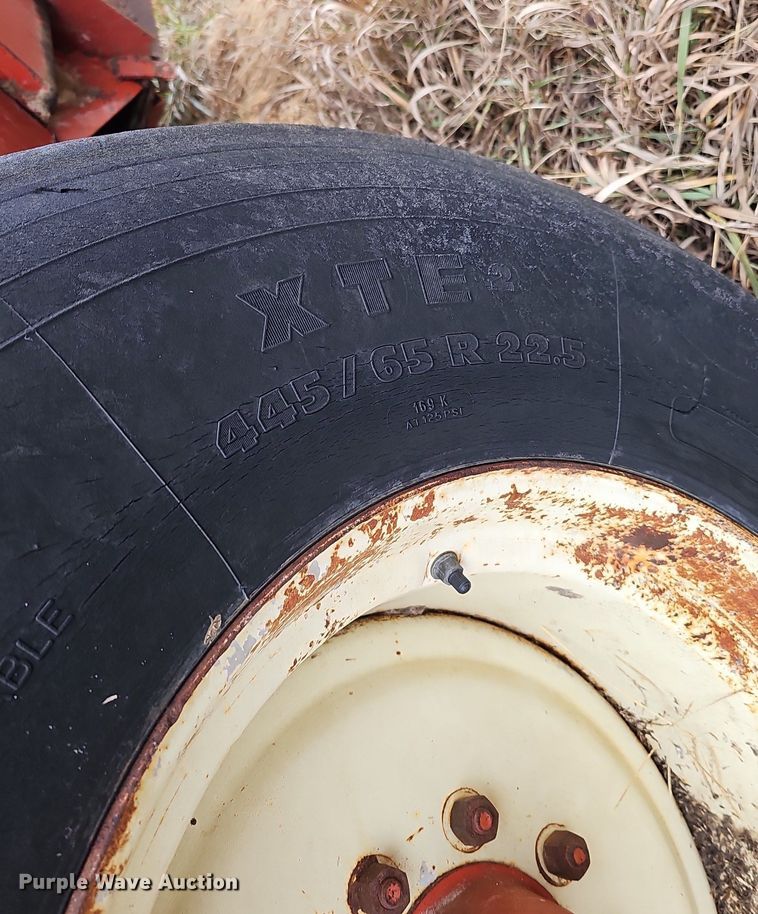 XTE2
445/65 R 22.5
169 K
AT 125 PSI
BLE
Purple Wave Auction